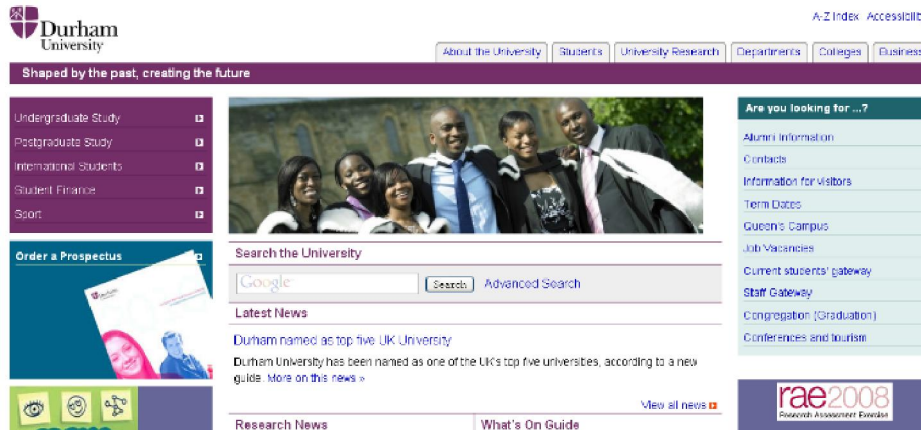 Durham
University
A-Z Index Accessibilit
About the University Students University Research Departments Colleges Business
Shaped by the past, creating the future
Undergraduate Study
Postgraduate Study
International Students
Student Finance
Sport
Order a Prospectus
Search the University
Google
Search
Advanced Search
Latest News
Durham named as top five UK University
Durham University has been named as one of the UK's top five universities, according to a new
guide. More on this news »
View all news
Research News
What's On Guide
Are you looking for ...?
Alumni Information
Contacts
Information for visitors
Term Dates
Queen's Campus
Job Vacancies
Current students' gateway
Staff Gateway
Congregation (Graduation)
Conferences and tourism
rae2008
Research Assessment Exercise